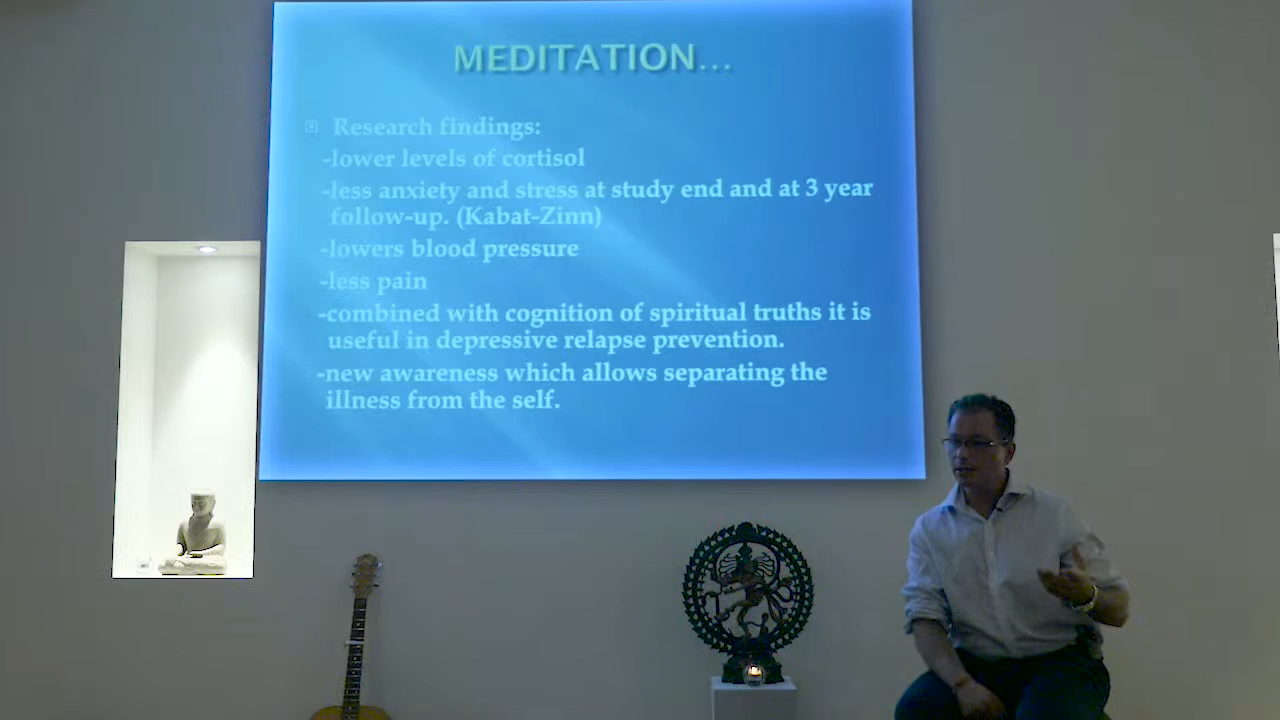 MEDITATION...
Research findings:
-lower levels of cortisol
-less anxiety and stress at study end and at 3 year
follow-up. (Kabat-Zinn)
-lowers blood pressure
-less pain
-combined with cognition of spiritual truths it is
useful in depressive relapse prevention.
-new awareness which allows separating the
illness from the self.